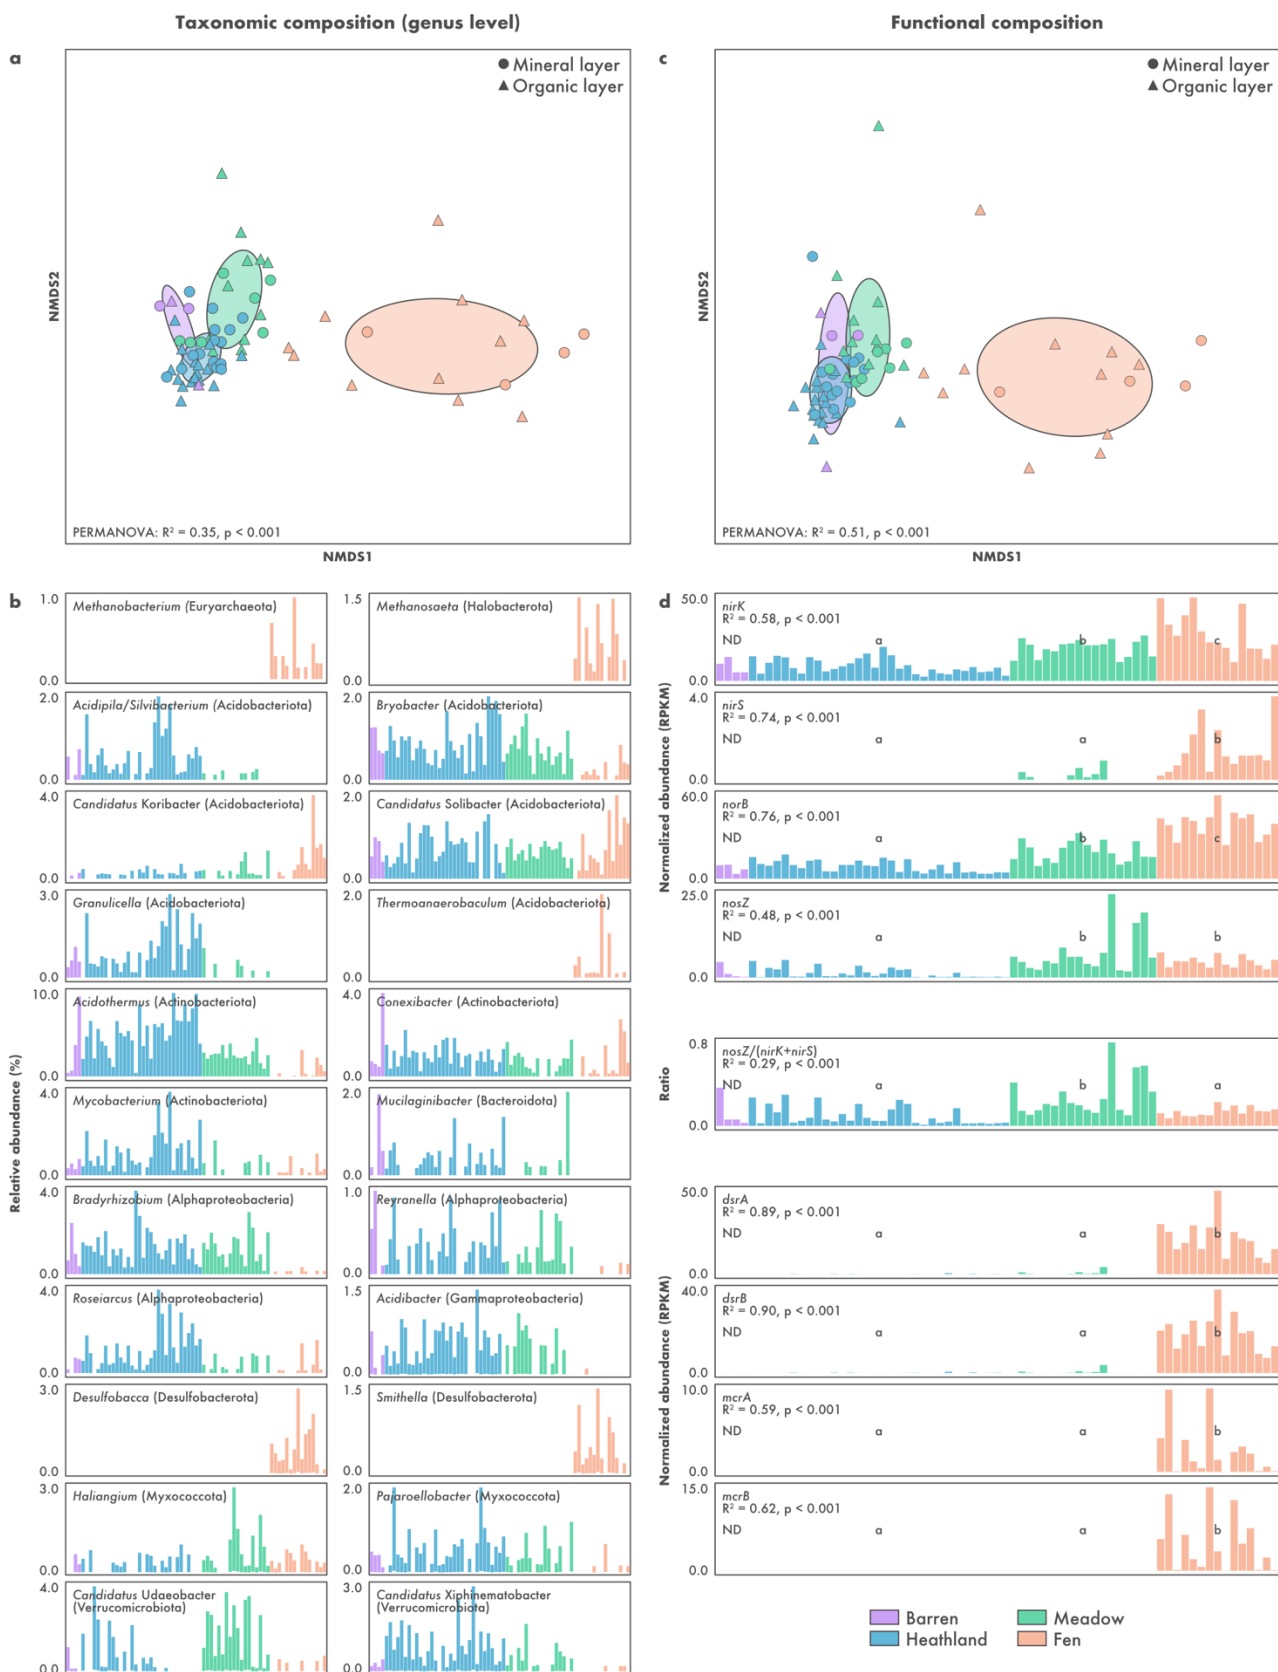 Taxonomic composition (genus level)
Functional composition
a
Mineral layer
Organic layer
NMDS2
PERMANOVA: R² = 0.35, p < 0.001
NMDS1
c
Mineral layer
Organic layer
NMDS2
PERMANOVA: R² = 0.51, p < 0.001
NMDS1
b
Relative abundance (%)
1.0
Methanobacterium (Euryarchaeota)
0.0
1.5
Methanosaeta (Halobacterota)
0.0
2.0
Acidipila/Silvibacterium (Acidobacteriota)
0.0
2.0
Bryobacter (Acidobacteriota)
0.0
4.0
Candidatus Koribacter (Acidobacteriota)
0.0
2.0
Candidatus Solibacter (Acidobacteriota)
0.0
3.0
Granulicella (Acidobacteriota)
0.0
2.0
Thermoanaerobaculum (Acidobacteriota)
0.0
10.0
Acidothermus (Actinobacteriota)
0.0
4.0
Conexibacter (Actinobacteriota)
0.0
4.0
Mycobacterium (Actinobacteriota)
0.0
2.0
Mucilaginibacter (Bacteroidota)
0.0
4.0
Bradyrhizobium (Alphaproteobacteria)
0.0
1.0
Reyranella (Alphaproteobacteria)
0.0
4.0
Roseiarcus (Alphaproteobacteria)
0.0
1.5
Acidibacter (Gammaproteobacteria)
0.0
3.0
Desulfobacca (Desulfobacterota)
0.0
1.5
Smithella (Desulfobacterota)
0.0
3.0
Haliangium (Myxococcota)
0.0
2.0
Pajaroellobacter (Myxococcota)
0.0
4.0
Candidatus Udaeobacter
(Verrucomicrobiota)
0.0
3.0
Candidatus Xiphinematobacter
(Verrucomicrobiota)
0.0
d
Normalized abundance (RPKM)
50.0
nirK
R² = 0.58, p < 0.001
ND a b c
0.0
4.0
nirS
R² = 0.74, p < 0.001
ND a a b
0.0
60.0
norB
R² = 0.76, p < 0.001
ND a b c
0.0
25.0
nosZ
R² = 0.48, p < 0.001
ND a b b
0.0
Ratio
0.8
nosZ/(nirK+nirS)
R² = 0.29, p < 0.001
ND a b a
0.0
Normalized abundance (RPKM)
50.0
dsrA
R² = 0.89, p < 0.001
ND a a b
0.0
40.0
dsrB
R² = 0.90, p < 0.001
ND a a b
0.0
10.0
mcrA
R² = 0.59, p < 0.001
ND a a b
0.0
15.0
mcrB
R² = 0.62, p < 0.001
ND a a b
0.0
Barren
Meadow
Heathland
Fen